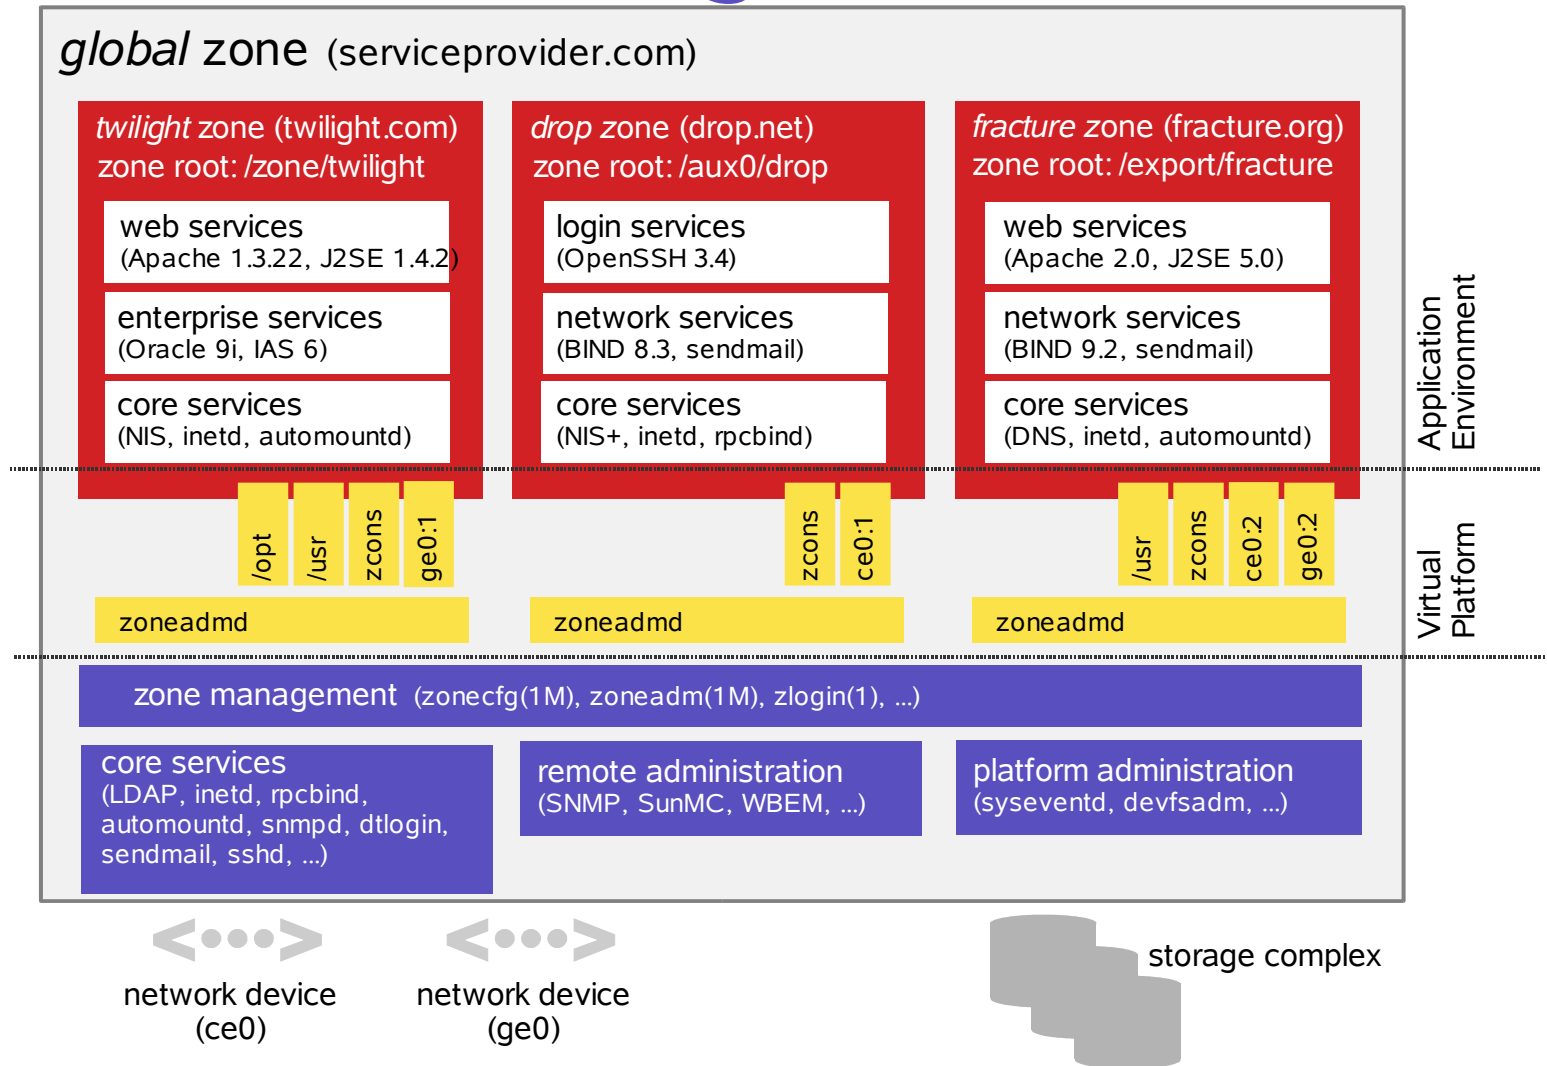 global zone (serviceprovider.com)
twilight zone (twilight.com)
zone root: /zone/twilight
web services
(Apache 1.3.22, J2SE 1.4.2)
enterprise services
(Oracle 9i, IAS 6)
core services
(NIS, inetd, automountd)
drop zone (drop.net)
zone root: /aux0/drop
login services
(OpenSSH 3.4)
network services
(BIND 8.3, sendmail)
core services
(NIS+, inetd, rpcbind)
fracture zone (fracture.org)
zone root: /export/fracture
web services
(Apache 2.0, J2SE 5.0)
network services
(BIND 9.2, sendmail)
core services
(DNS, inetd, automountd)
Application
Environment
/opt
/usr
zcons
ge0:1
zoneadmd
zcons
ce0:1
zoneadmd
/usr
zcons
ce0:2
ge0:2
zoneadmd
Virtual
Platform
zone management (zonecfg(1M), zoneadm(1M), zlogin(1), ...)
core services
(LDAP, inetd, rpcbind,
automountd, snmpd, dtlogin,
sendmail, sshd, ...)
remote administration
(SNMP, SunMC, WBEM, ...)
platform administration
(syseventd, devfsadm, ...)
network device
(ce0)
network device
(ge0)
storage complex